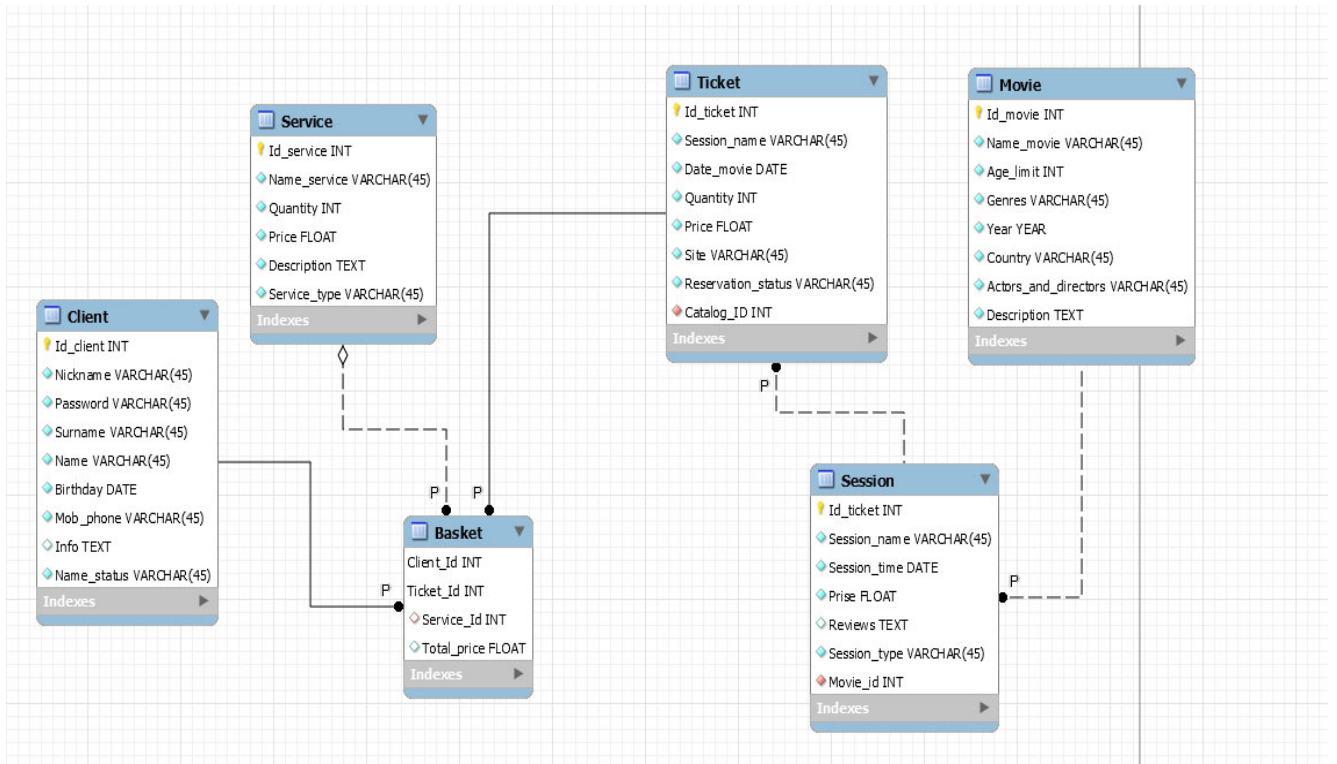 Service
Id_service INT
Name_service VARCHAR(45)
Quantity INT
Price FLOAT
Description TEXT
Service_type VARCHAR(45)
Indexes
Ticket
Id_ticket INT
Session_name VARCHAR(45)
Date_movie DATE
Quantity INT
Price FLOAT
Site VARCHAR(45)
Reservation_status VARCHAR(45)
Catalog_ID INT
Indexes
Movie
Id_movie INT
Name_movie VARCHAR(45)
Age_limit INT
Genres VARCHAR(45)
Year YEAR
Country VARCHAR(45)
Actors_and_directors VARCHAR(45)
Description TEXT
Indexes
Client
Id_client INT
Nickname VARCHAR(45)
Password VARCHAR(45)
Surname VARCHAR(45)
Name VARCHAR(45)
Birthday DATE
Mob_phone VARCHAR(45)
Info TEXT
Name_status VARCHAR(45)
Indexes
P
P
P
Basket
Client_Id INT
Ticket_Id INT
Service_Id INT
Total_price FLOAT
Indexes
P
Session
Id_ticket INT
Session_name VARCHAR(45)
Session_time DATE
Prise FLOAT
Reviews TEXT
Session_type VARCHAR(45)
Movie_id INT
Indexes
P